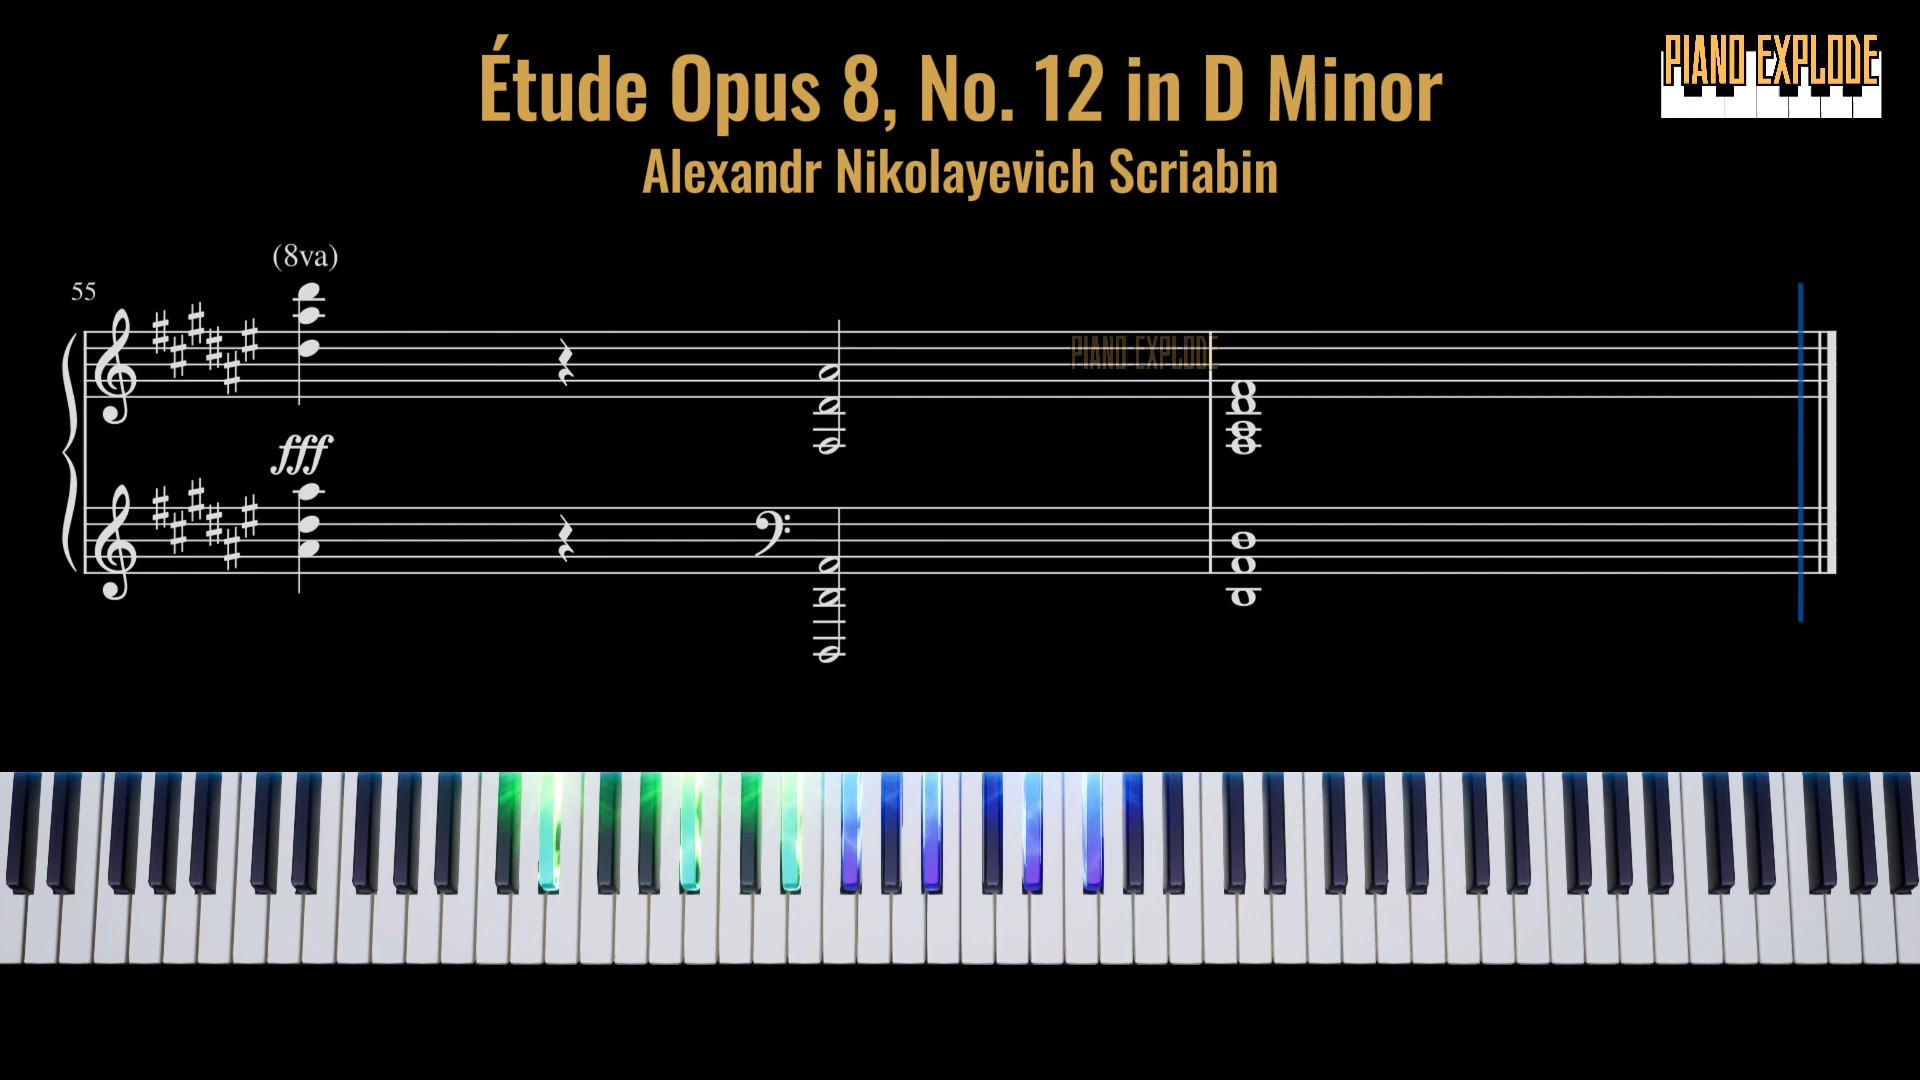 Étude Opus 8, No. 12 in D Minor
PIANO EXPLODE
Alexandr Nikolayevich Scriabin
(8va)
55
PIANO EXPLODE
fff